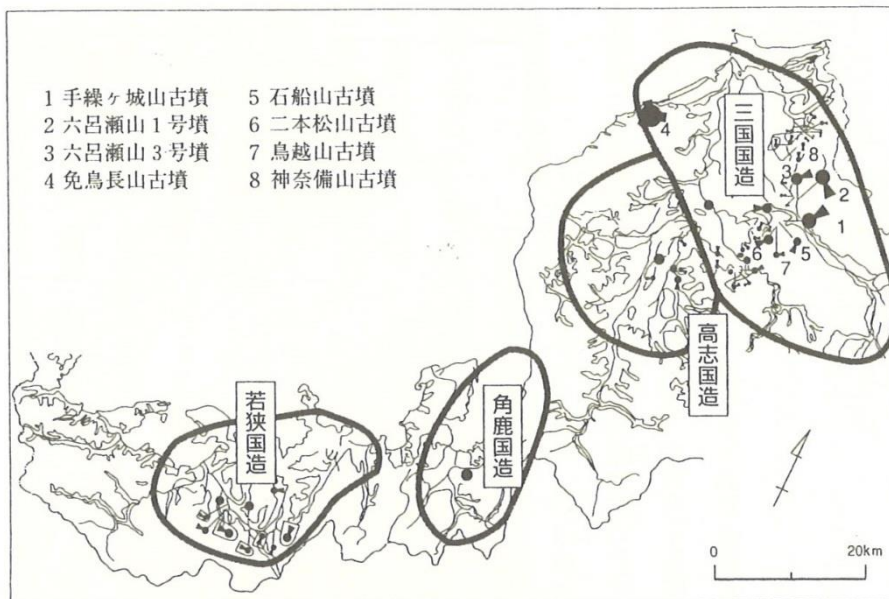 1 手繰ヶ城山古墳
2 六呂瀬山1号墳
3 六呂瀬山3号墳
4 免鳥長山古墳
5 石船山古墳
6 二本松山古墳
7 鳥越山古墳
8 神奈備山古墳
三国国造
4
8
3
2
1
6
7
5
高志国造
若狭国造
角鹿国造
0
20km